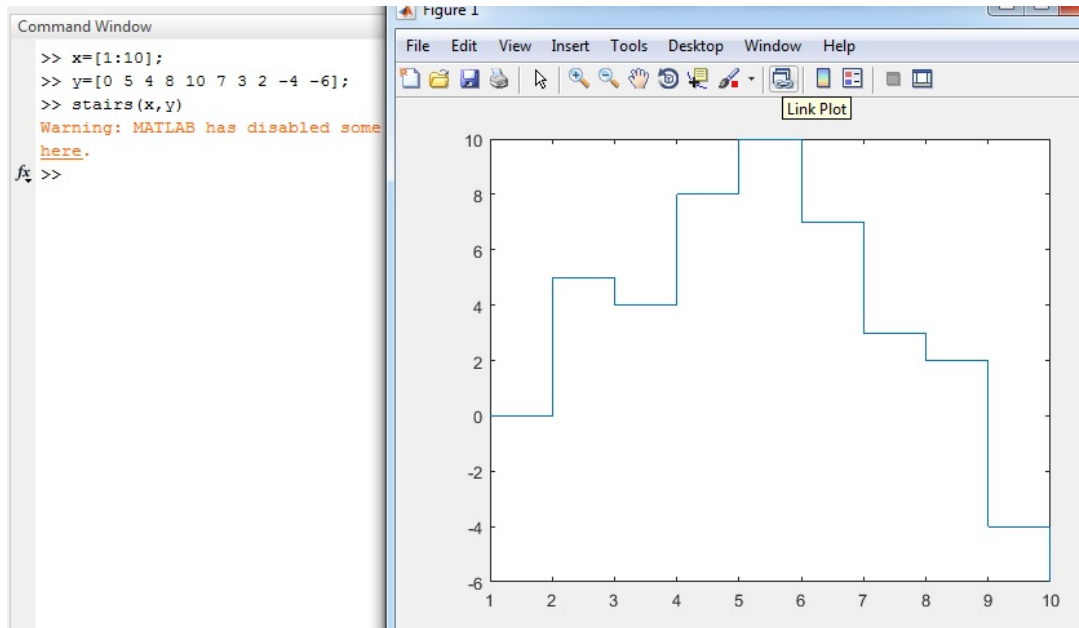 Command Window
>> x=[1:10];
>> y=[0 5 4 8 10 7 3 2 -4 -6];
>> stairs(x,y)
Warning: MATLAB has disabled some
here.
fx >>
Figure 1
File Edit View Insert Tools Desktop Window Help
Link Plot
10
8
6
4
2
0
-2
-4
-6
1 2 3 4 5 6 7 8 9 10